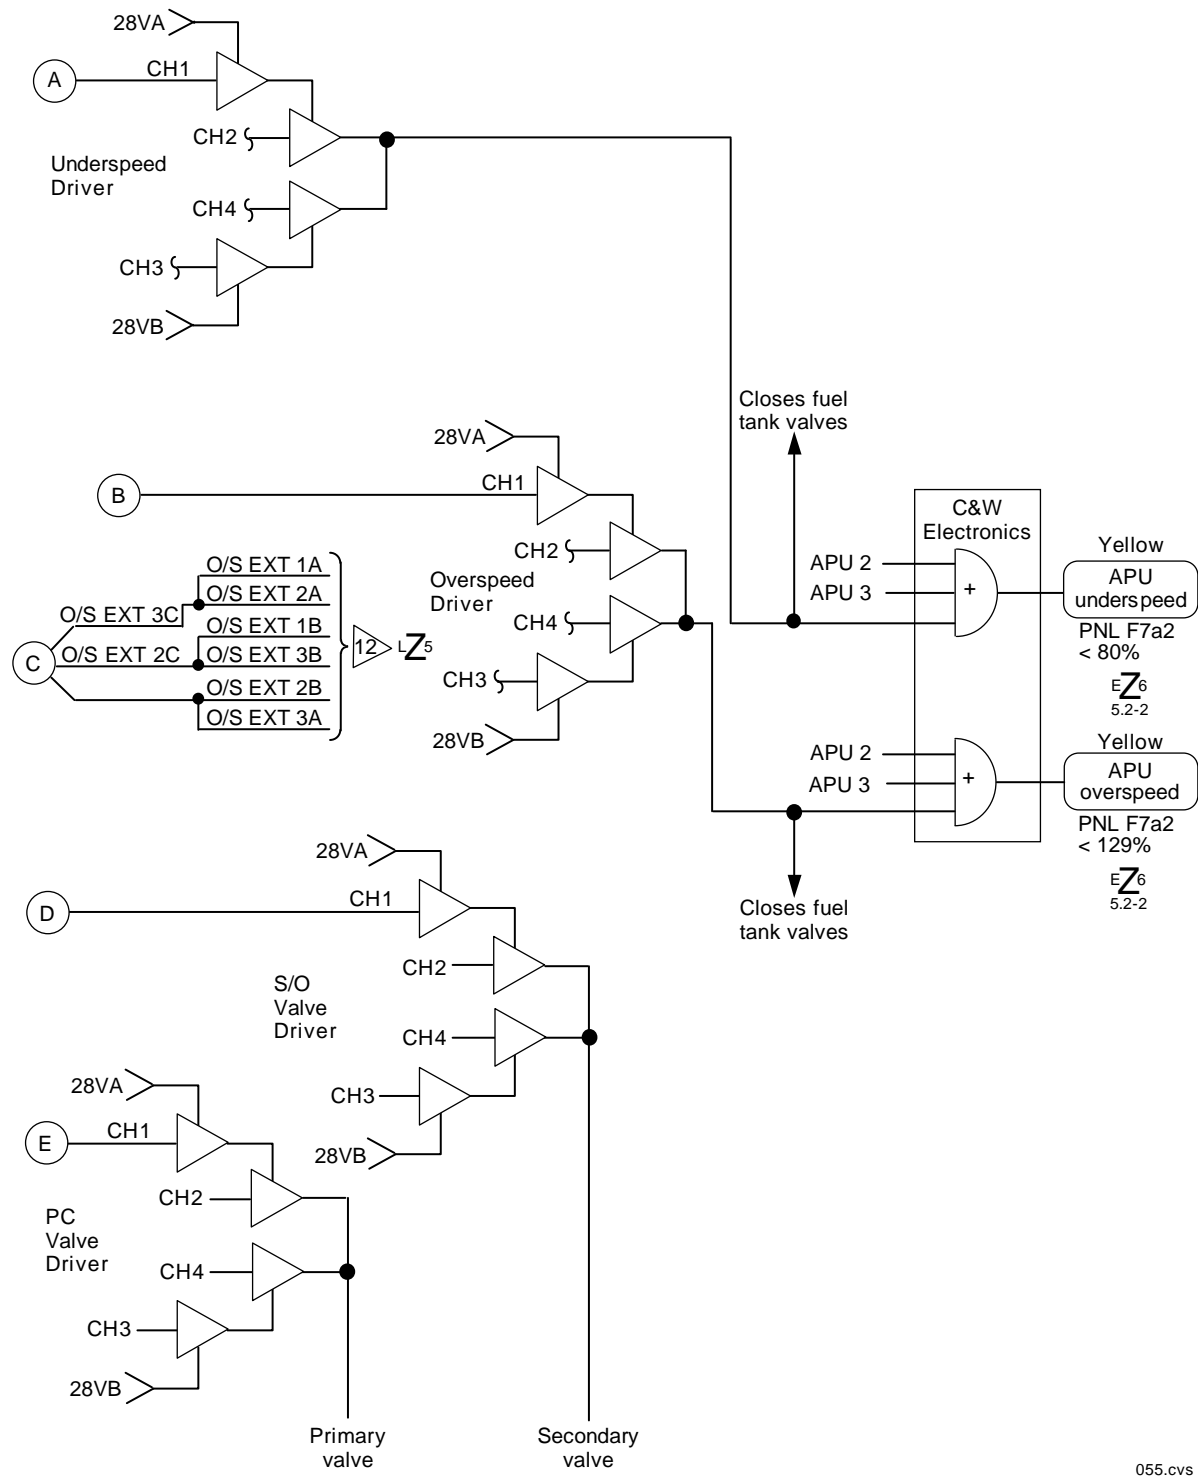 28VA
A
CH1
CH2
Underspeed
Driver
CH4
CH3
28VB
Closes fuel
tank valves
28VA
B
CH1
C&W
Electronics
Yellow
CH2
APU 2
APU
underspeed
O/S EXT 1A
Overspeed
Driver
APU 3
+
O/S EXT 2A
O/S EXT 3C
O/S EXT 1B
CH4
PNL F7a2
< 80%
C
O/S EXT 2C
O/S EXT 3B
12
LZ5
CH3
O/S EXT 2B
EZ6
5.2-2
O/S EXT 3A
28VB
Yellow
APU 2
APU
overspeed
APU 3
+
PNL F7a2
< 129%
28VA
EZ6
5.2-2
D
CH1
Closes fuel
tank valves
CH2
S/O
Valve
Driver
CH4
28VA
CH3
E
CH1
28VB
CH2
PC
Valve
Driver
CH4
CH3
28VB
Primary
valve
Secondary
valve
055.cvs